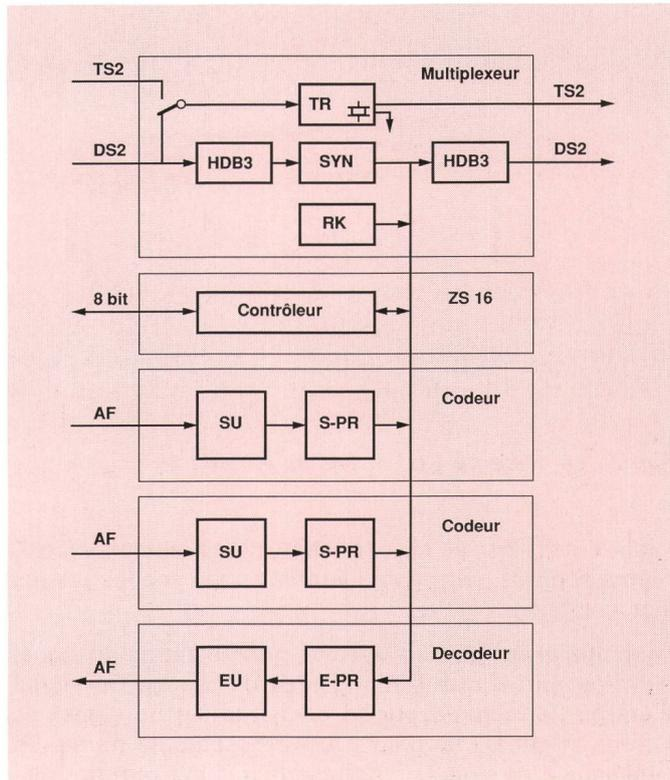 Multiplexeur
TS2
TR
TS2
DS2
HDB3
SYN
HDB3
DS2
RK
8 bit
Contrôleur
ZS 16
Codeur
AF
SU
S-PR
Codeur
AF
SU
S-PR
Decodeur
AF
EU
E-PR